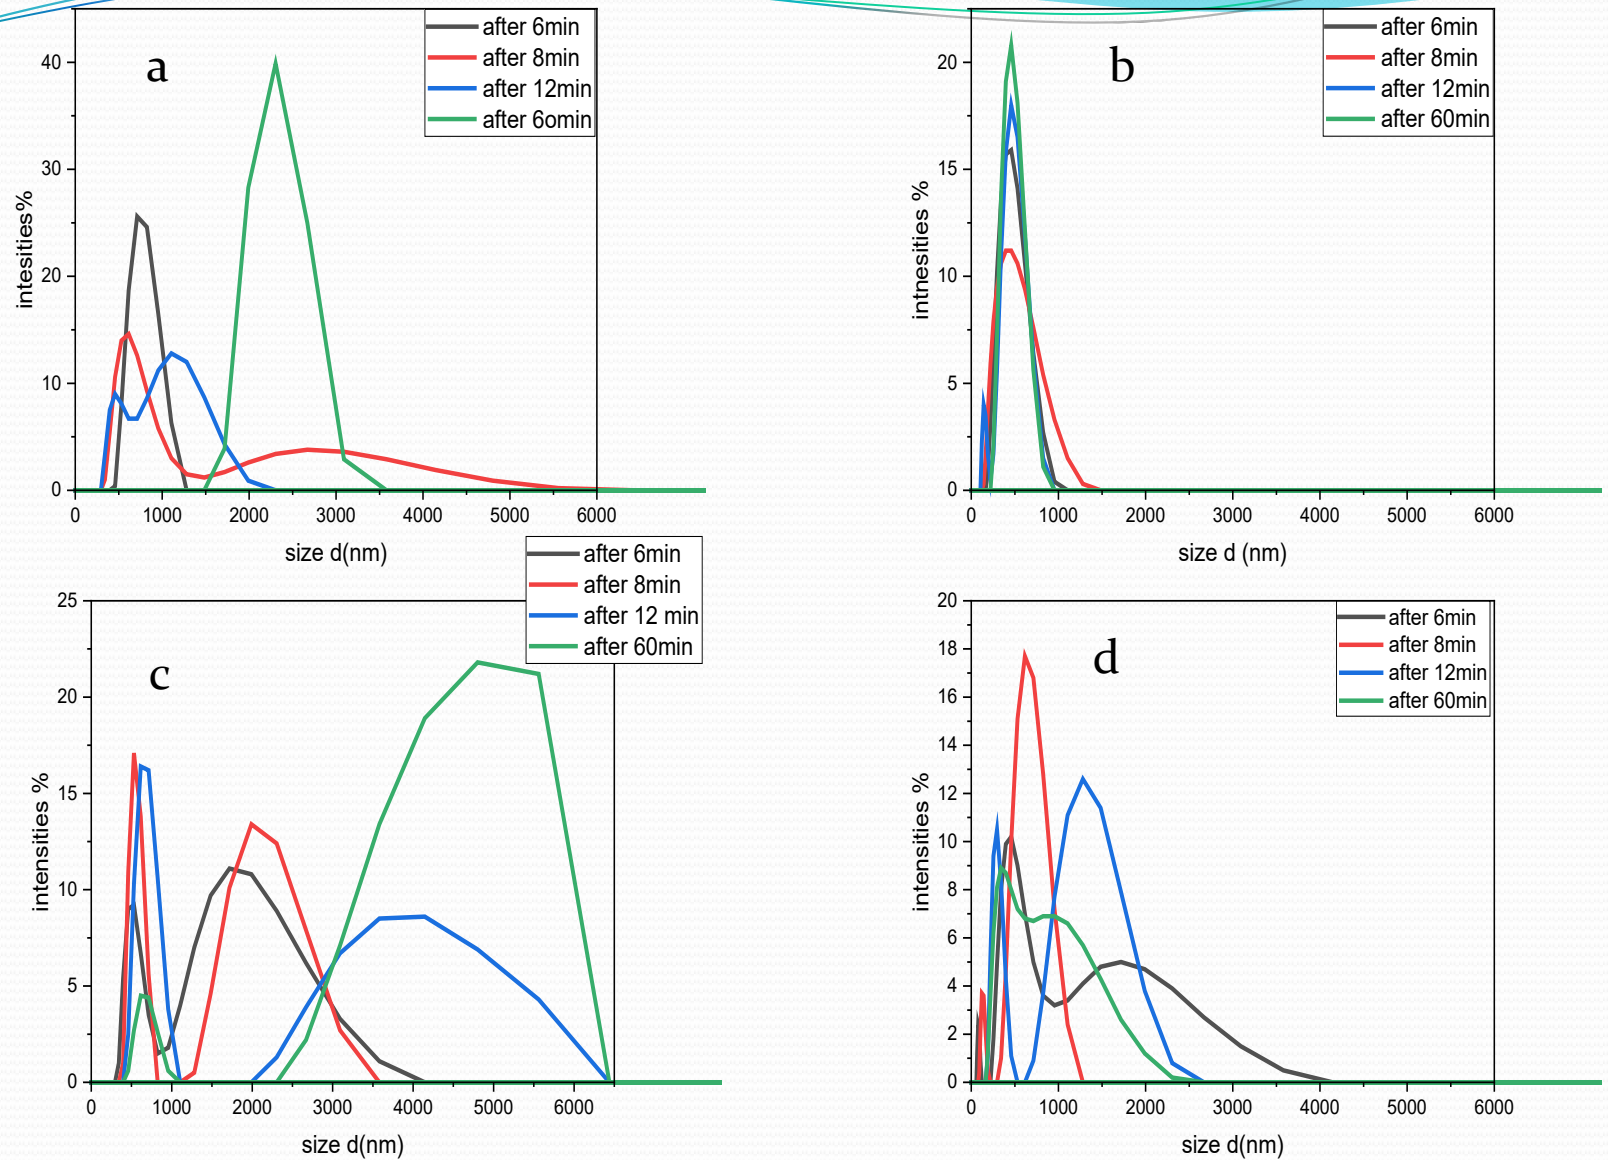 a
after 6min
after 8min
after 12min
after 6omin
40
30
20
10
0
intesities%
0 1000 2000 3000 4000 5000 6000
size d(nm)
b
after 6min
after 8min
after 12min
after 60min
20
15
10
5
0
intnesities %
0 1000 2000 3000 4000 5000 6000
size d (nm)
c
after 6min
after 8min
after 12 min
after 60min
25
20
15
10
5
0
intensities %
0 1000 2000 3000 4000 5000 6000
size d(nm)
d
after 6min
after 8min
after 12min
after 60min
20
18
16
14
12
10
8
6
4
2
0
intensities %
0 1000 2000 3000 4000 5000 6000
size d(nm)